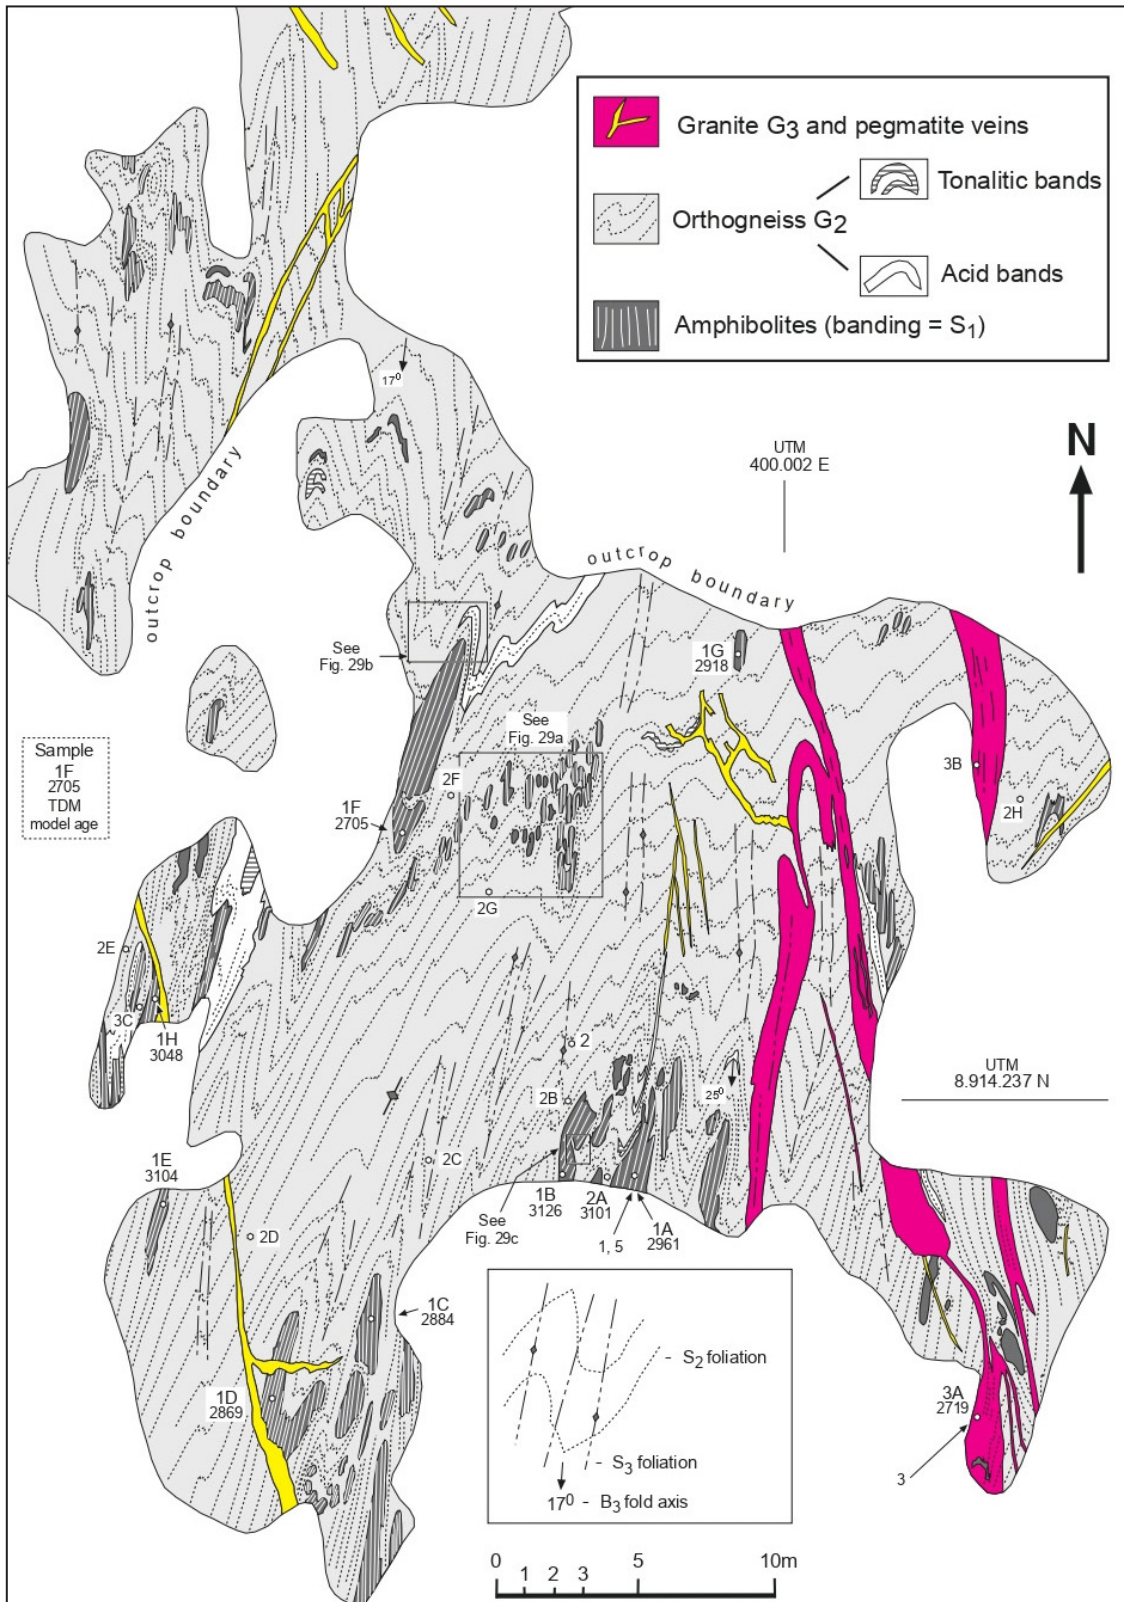 Granite G3 and pegmatite veins
Orthogneiss G2
Tonalitic bands
Acid bands
Amphibolites (banding = S1)
17⁰
outcrop boundary
UTM
400.002 E
N
outcrop boundary
See
Fig. 29b
1G
2918
See
Fig. 29a
Sample
1F
2705
TDM
model age
2F
1F
2705
3B
2H
2G
2E
3C
1H
3048
2
2B
25⁰
UTM
8.914.237 N
1E
3104
2C
2D
1B
3126
2A
3101
1A
2961
1, 5
See
Fig. 29c
1C
2884
1D
2869
S2 foliation
S3 foliation
17⁰ - B3 fold axis
3A
2719
3
0 1 2 3 5 10m